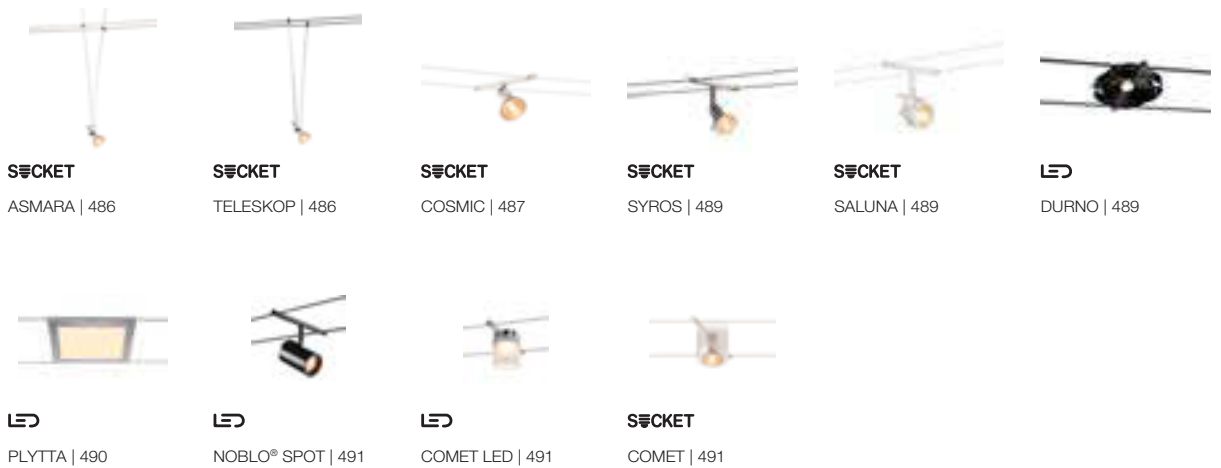 SOCKET
SOCKET
SOCKET
SOCKET
SOCKET
LED
ASMARA | 486
TELESKOP | 486
COSMIC | 487
SYROS | 489
SALUNA | 489
DURNO | 489
LED
LED
LED
SOCKET
PLYTTA | 490
NOBLO® SPOT | 491
COMET LED | 491
COMET | 491